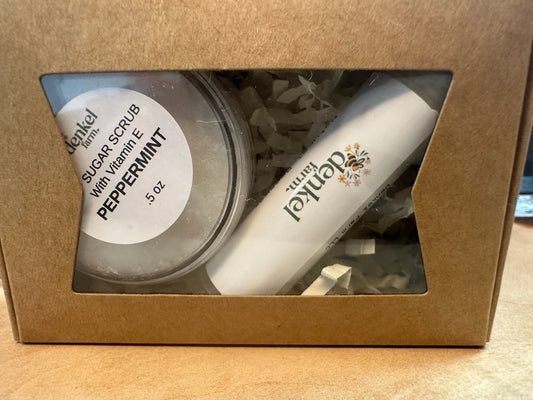 denkel
farm.
SUGAR SCRUB
With Vitamin E
PEPPERMINT
.5 oz
denkel
farm.